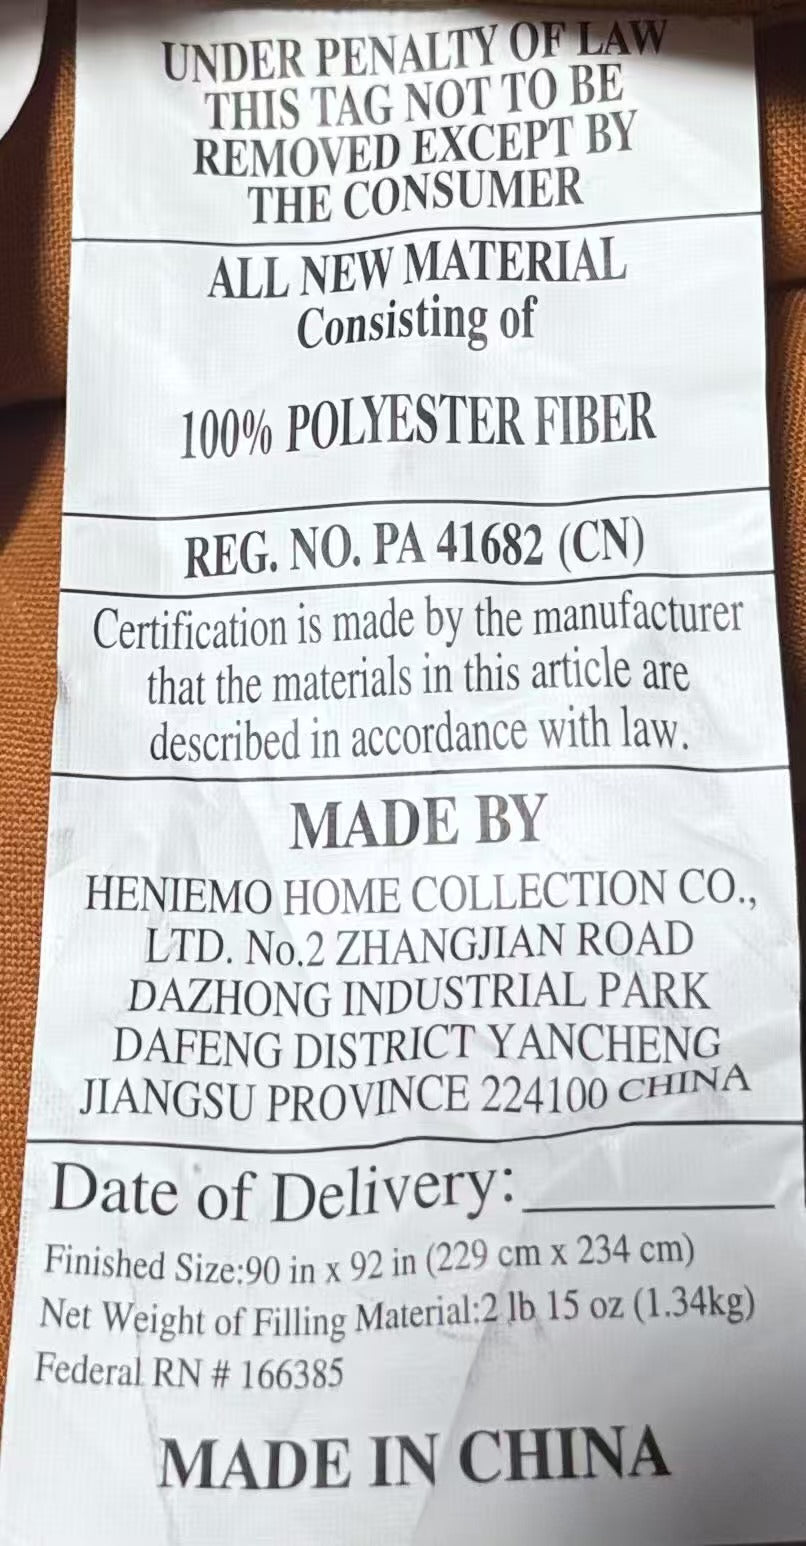 UNDER PENALTY OF LAW
THIS TAG NOT TO BE
REMOVED EXCEPT BY
THE CONSUMER
ALL NEW MATERIAL
Consisting of
100% POLYESTER FIBER
REG. NO. PA 41682 (CN)
Certification is made by the manufacturer
that the materials in this article are
described in accordance with law.
MADE BY
HENIEMO HOME COLLECTION CO.,
LTD. No.2 ZHANGJIAN ROAD
DAZHONG INDUSTRIAL PARK
DAFENG DISTRICT YANCHENG
JIANGSU PROVINCE 224100 CHINA
Date of Delivery:__________
Finished Size:90 in x 92 in (229 cm x 234 cm)
Net Weight of Filling Material:2 lb 15 oz (1.34kg)
Federal RN # 166385
MADE IN CHINA